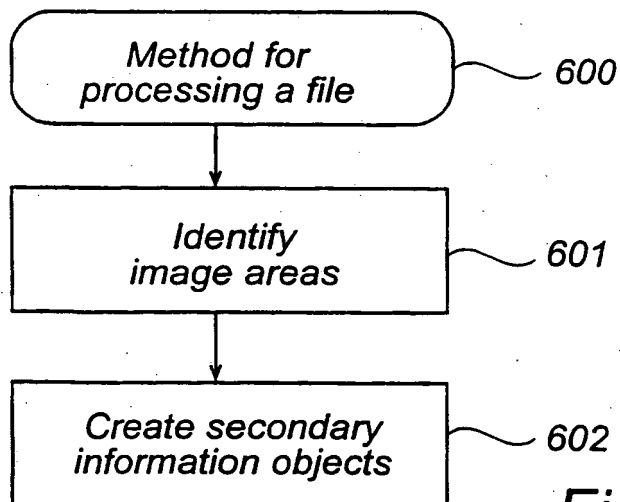 Method for
processing a file
600
Identify
image areas
601
Create secondary
information objects
602